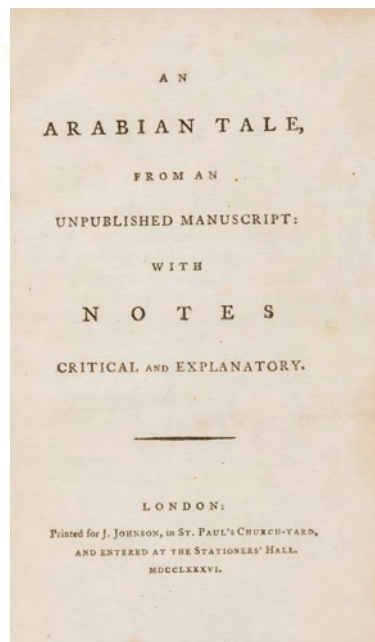 AN
ARABIAN TALE,
FROM AN
UNPUBLISHED MANUSCRIPT:
WITH
NOTES
CRITICAL AND EXPLANATORY.
LONDON:
Printed for J. JOHNSON, in ST. PAUL'S CHURCH-YARD,
AND ENTERED AT THE STATIONERS' HALL.
MDCCLXXXVI.